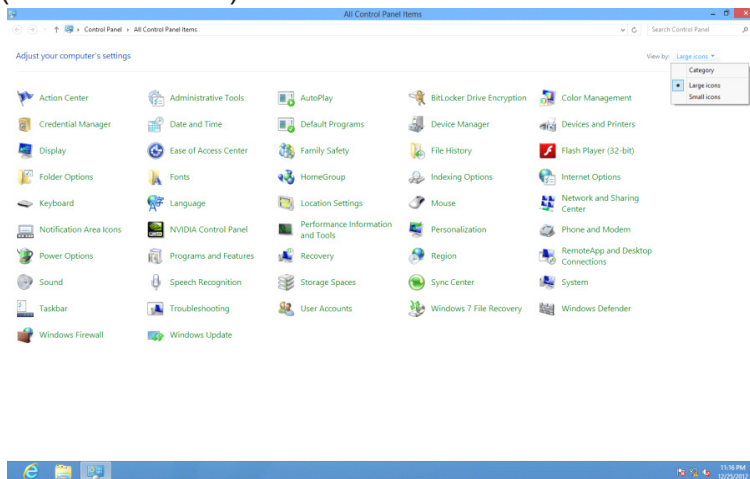 All Control Panel Items
Control Panel
All Control Panel Items
Search Control Panel
Adjust your computer's settings
View by: Large icons
Category
Large icons
Small icons
Action Center
Administrative Tools
AutoPlay
BitLocker Drive Encryption
Color Management
Credential Manager
Date and Time
Default Programs
Device Manager
Devices and Printers
Display
Ease of Access Center
Family Safety
File History
Flash Player (32-bit)
Folder Options
Fonts
HomeGroup
Indexing Options
Internet Options
Keyboard
Language
Location Settings
Mouse
Network and Sharing
Center
Notification Area Icons
NVIDIA Control Panel
Performance Information
and Tools
Personalization
Phone and Modem
Power Options
Programs and Features
Recovery
Region
RemoteApp and Desktop
Connections
Sound
Speech Recognition
Storage Spaces
Sync Center
System
Taskbar
Troubleshooting
User Accounts
Windows 7 File Recovery
Windows Defender
Windows Firewall
Windows Update
11:16 PM
12/25/2012